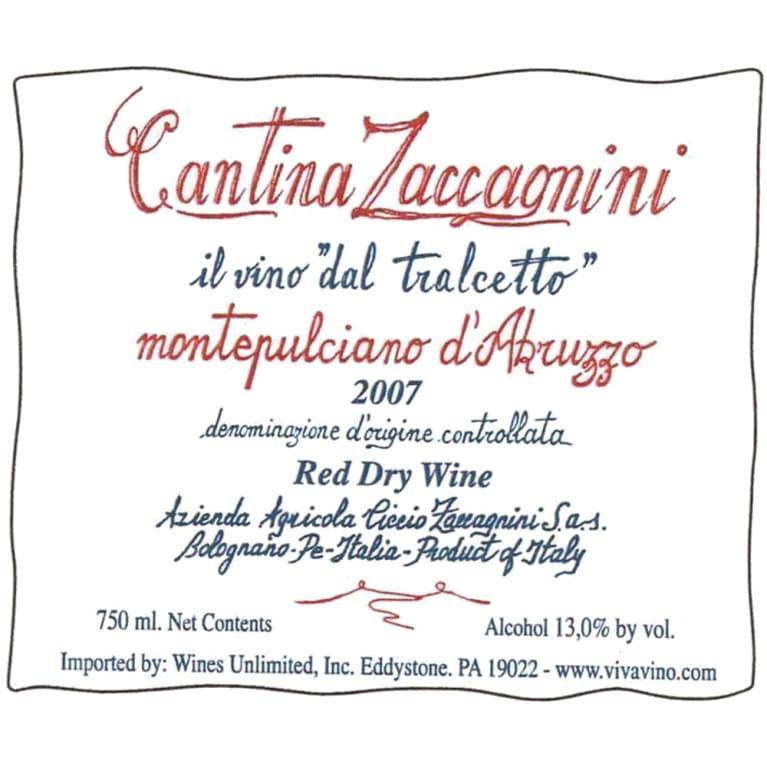 Cantina Zaccagnini
il vino "dal tralcetto"
montepulciano d'Abruzzo
2007
denominazione d'origine controllata
Red Dry Wine
Azienda Agricola Ciccio Zaccagnini S.a.s.
Bolognano-Pe-Italia-Product of Italy
750 ml. Net Contents
Alcohol 13,0% by vol.
Imported by: Wines Unlimited, Inc. Eddystone. PA 19022 - www.vivavino.com